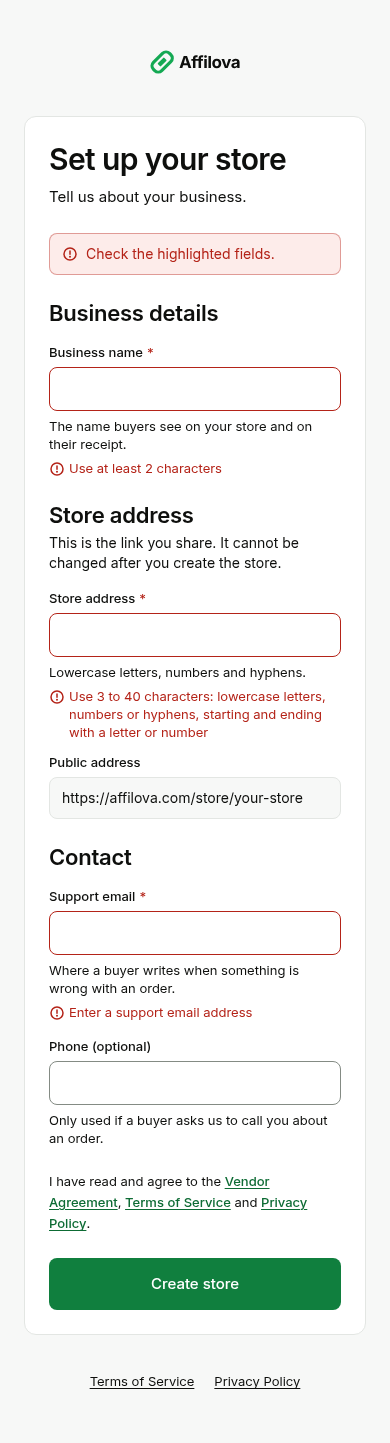 Affilova
Set up your store
Tell us about your business.
Check the highlighted fields.
Business details
Business name *
The name buyers see on your store and on
their receipt.
Use at least 2 characters
Store address
This is the link you share. It cannot be
changed after you create the store.
Store address *
Lowercase letters, numbers and hyphens.
Use 3 to 40 characters: lowercase letters,
numbers or hyphens, starting and ending
with a letter or number
Public address
https://affilova.com/store/your-store
Contact
Support email *
Where a buyer writes when something is
wrong with an order.
Enter a support email address
Phone (optional)
Only used if a buyer asks us to call you about
an order.
I have read and agree to the Vendor
Agreement, Terms of Service and Privacy
Policy.
Create store
Terms of Service Privacy Policy